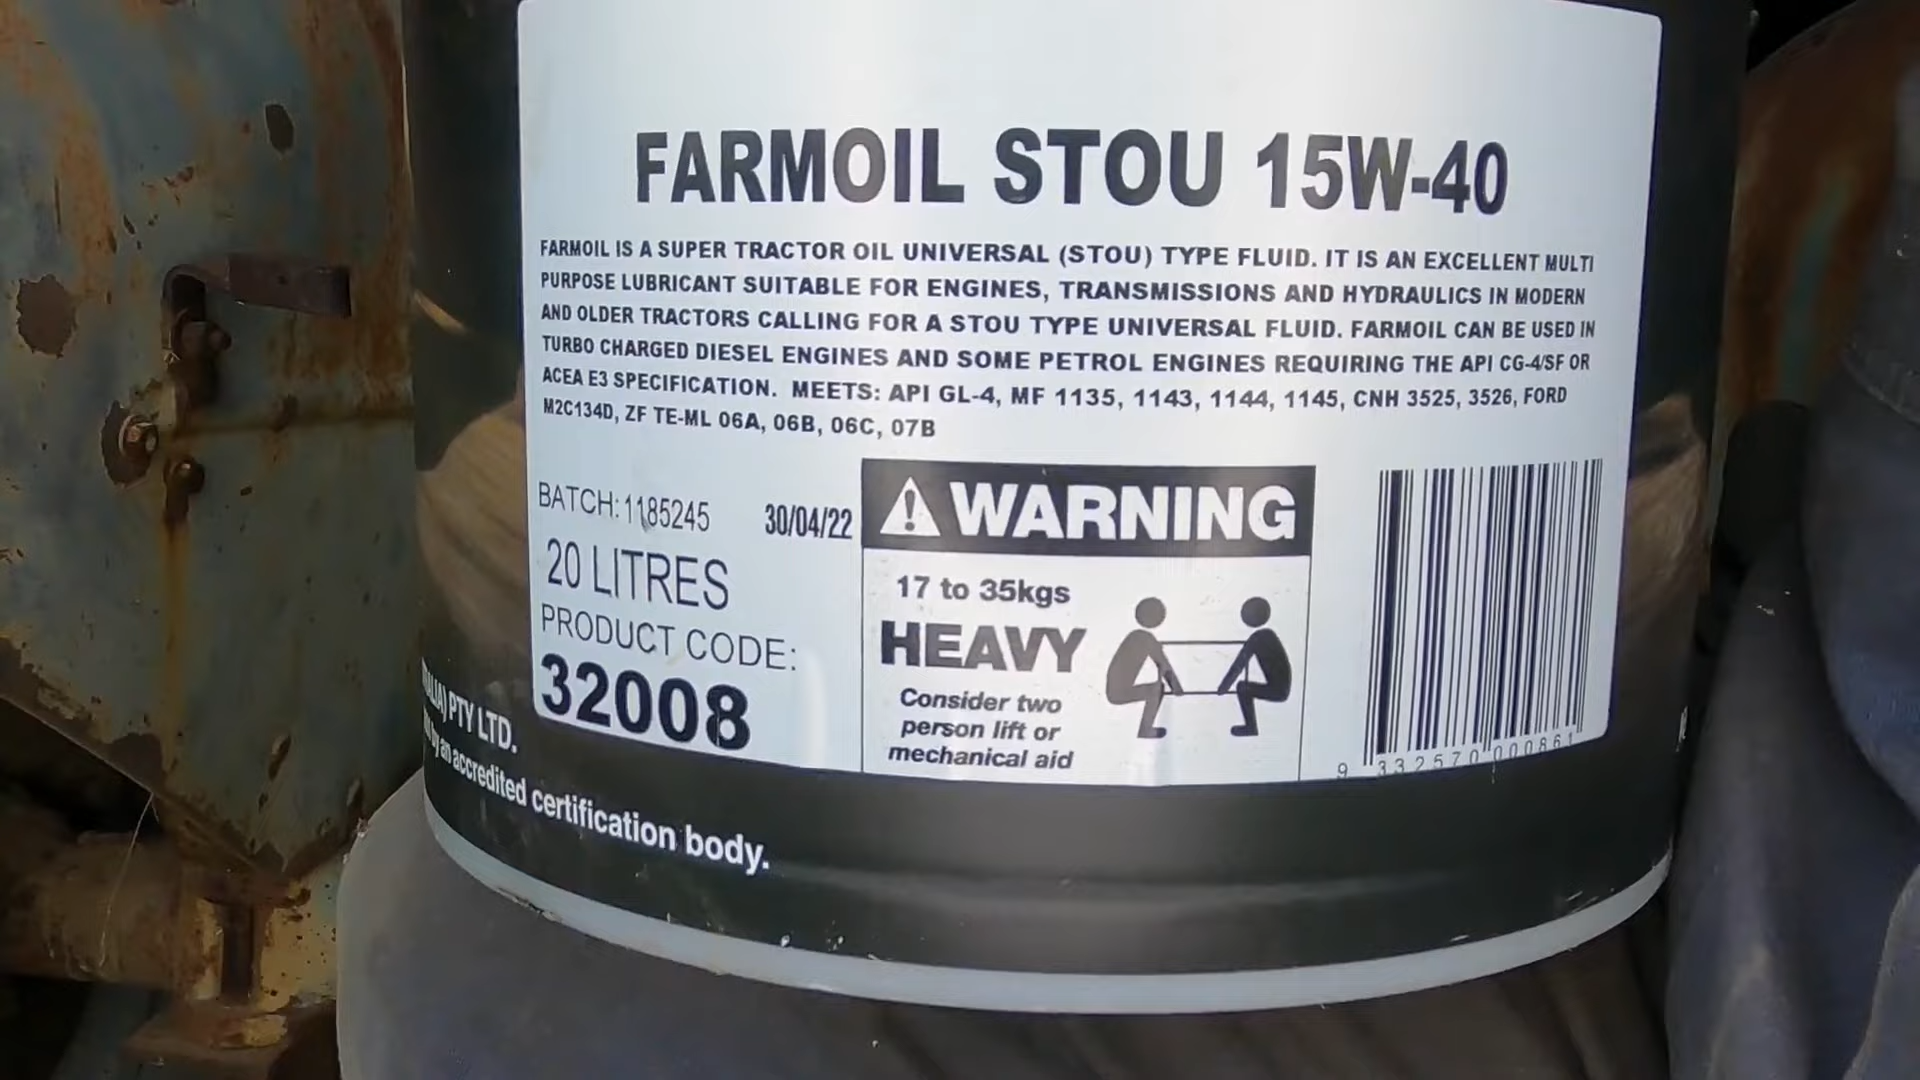 FARMOIL STOU 15W-40
FARMOIL IS A SUPER TRACTOR OIL UNIVERSAL (STOU) TYPE FLUID. IT IS AN EXCELLENT MULTI
PURPOSE LUBRICANT SUITABLE FOR ENGINES, TRANSMISSIONS AND HYDRAULICS IN MODERN
AND OLDER TRACTORS CALLING FOR A STOU TYPE UNIVERSAL FLUID. FARMOIL CAN BE USED IN
TURBO CHARGED DIESEL ENGINES AND SOME PETROL ENGINES REQUIRING THE API CG-4/SF OR
ACEA E3 SPECIFICATION. MEETS: API GL-4, MF 1135, 1143, 1144, 1145, CNH 3525, 3526, FORD
M2C134D, ZF TE-ML 06A, 06B, 06C, 07B
BATCH: 1185245 30/04/22
20 LITRES
PRODUCT CODE:
32008
WARNING
17 to 35kgs
HEAVY
Consider two
person lift or
mechanical aid
9 332570 000861
PTY LTD.
by an accredited certification body.